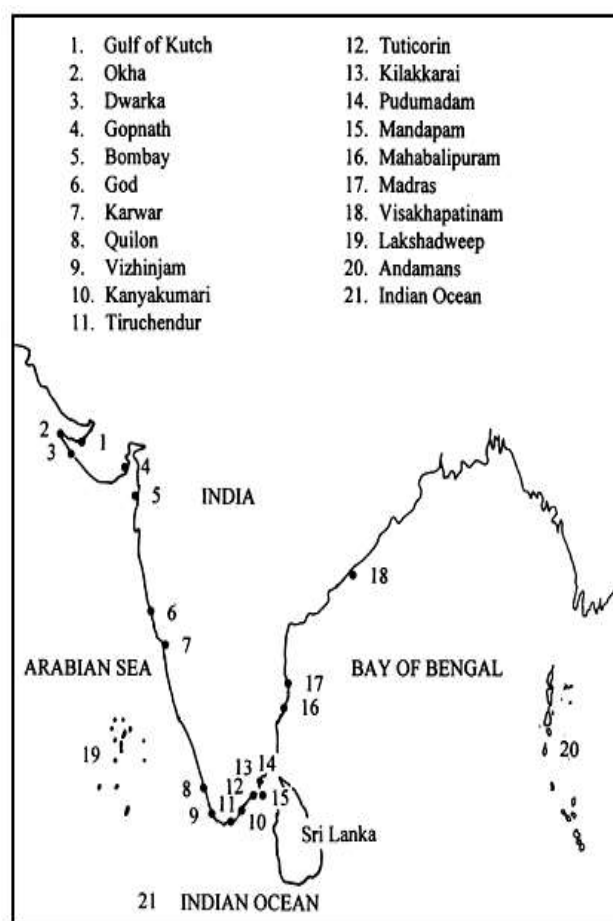 1. Gulf of Kutch
2. Okha
3. Dwarka
4. Gopnath
5. Bombay
6. God
7. Karwar
8. Quilon
9. Vizhinjam
10. Kanyakumari
11. Tiruchendur
12. Tuticorin
13. Kilakkarai
14. Pudumadam
15. Mandapam
16. Mahabalipuram
17. Madras
18. Visakhapatinam
19. Lakshadweep
20. Andamans
21. Indian Ocean
2
1
3
4
5
INDIA
18
6
7
ARABIAN SEA
BAY OF BENGAL
17
16
19
20
14
13
12
15
8
11
10
9
Sri Lanka
21 INDIAN OCEAN